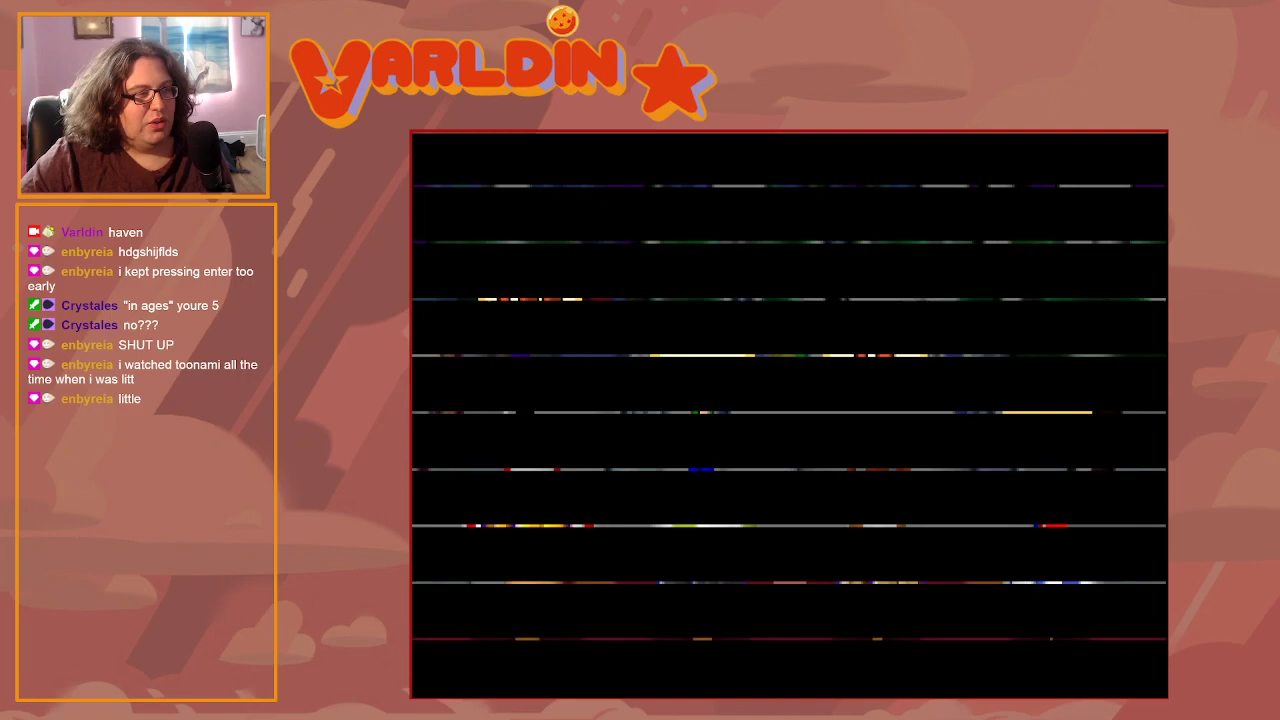 VARLDIN
Varldin haven
enbyreia hdgshijflds
enbyreia i kept pressing enter too
early
Crystales "in ages" youre 5
Crystales no???
enbyreia SHUT UP
enbyreia i watched toonami all the
time when i was litt
enbyreia little